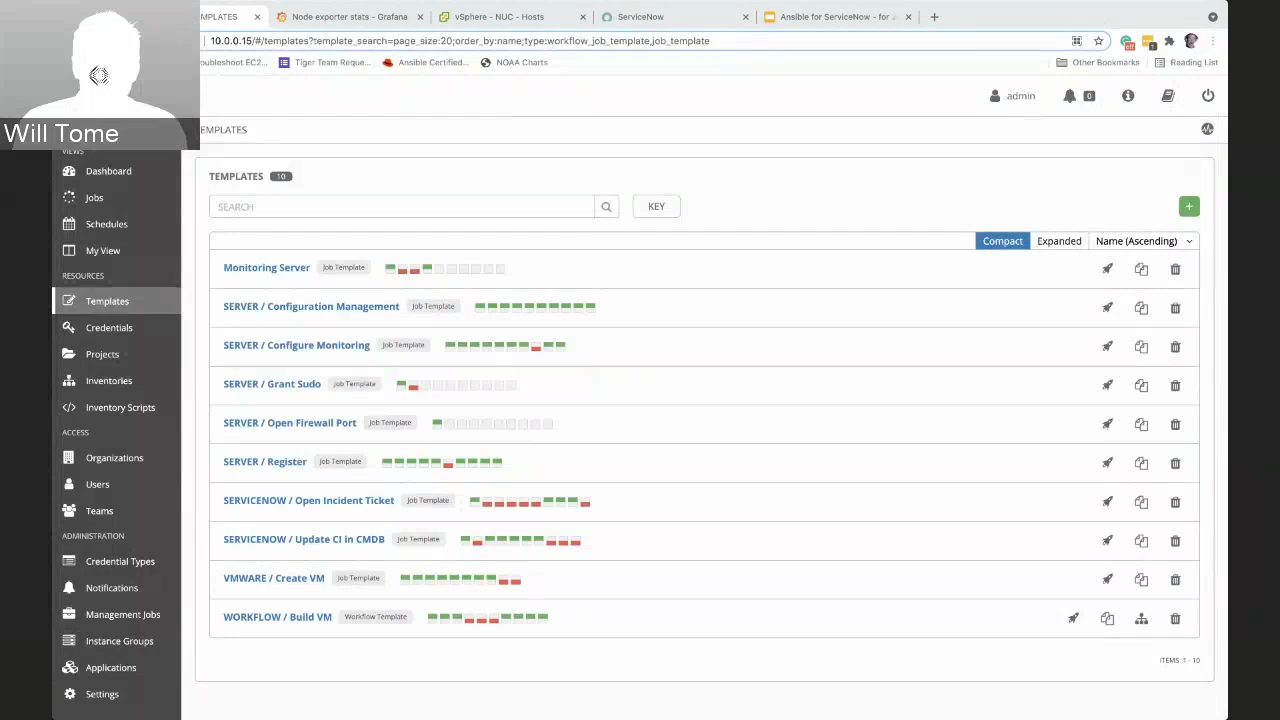 EMPLATES
Node exporter stats - Grafana
vSphere - NUC - Hosts
ServiceNow
Ansible for ServiceNow - for J
10.0.0.15/#/templates?template_search=page_size:20;order_by:name;type:workflow_job_template,job_template
oubleshoot EC2...
Tiger Team Reque...
Ansible Certified...
NOAA Charts
Other Bookmarks
Reading List
Will Tome
admin
0
EMPLATES
VIEWS
Dashboard
Jobs
Schedules
My View
RESOURCES
Templates
Credentials
Projects
Inventories
Inventory Scripts
ACCESS
Organizations
Users
Teams
ADMINISTRATION
Credential Types
Notifications
Management Jobs
Instance Groups
Applications
Settings
TEMPLATES 10
SEARCH
KEY
Compact
Expanded
Name (Ascending)
Monitoring Server Job Template
SERVER / Configuration Management Job Template
SERVER / Configure Monitoring Job Template
SERVER / Grant Sudo Job Template
SERVER / Open Firewall Port Job Template
SERVER / Register Job Template
SERVICENOW / Open Incident Ticket Job Template
SERVICENOW / Update CI in CMDB Job Template
VMWARE / Create VM Job Template
WORKFLOW / Build VM Workflow Template
ITEMS 1 - 10